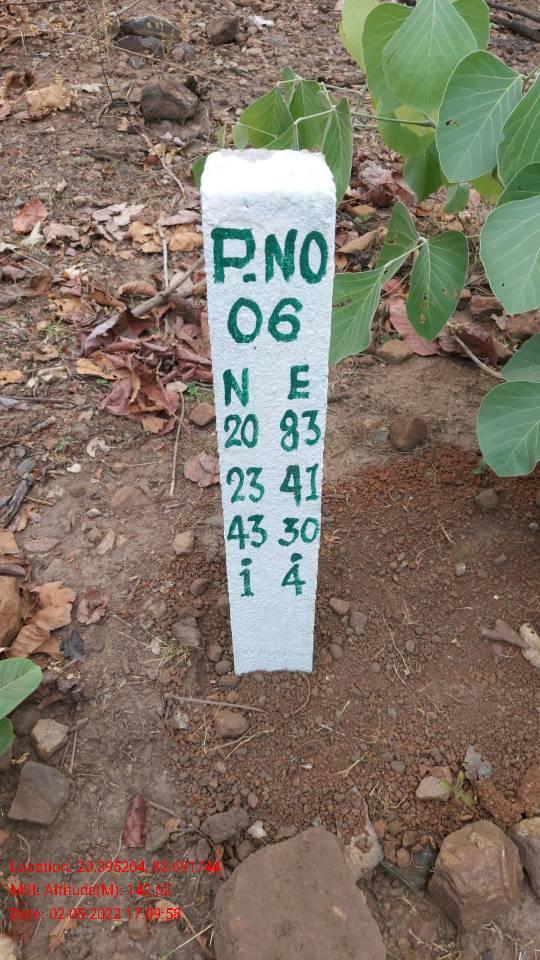 P.NO
06
N E
20 83
23 41
43 30
i 4
Location: 20.395264, 83.691744
MSL Altitude(M): 142.62
Date: 02-05-2022 17:09:58